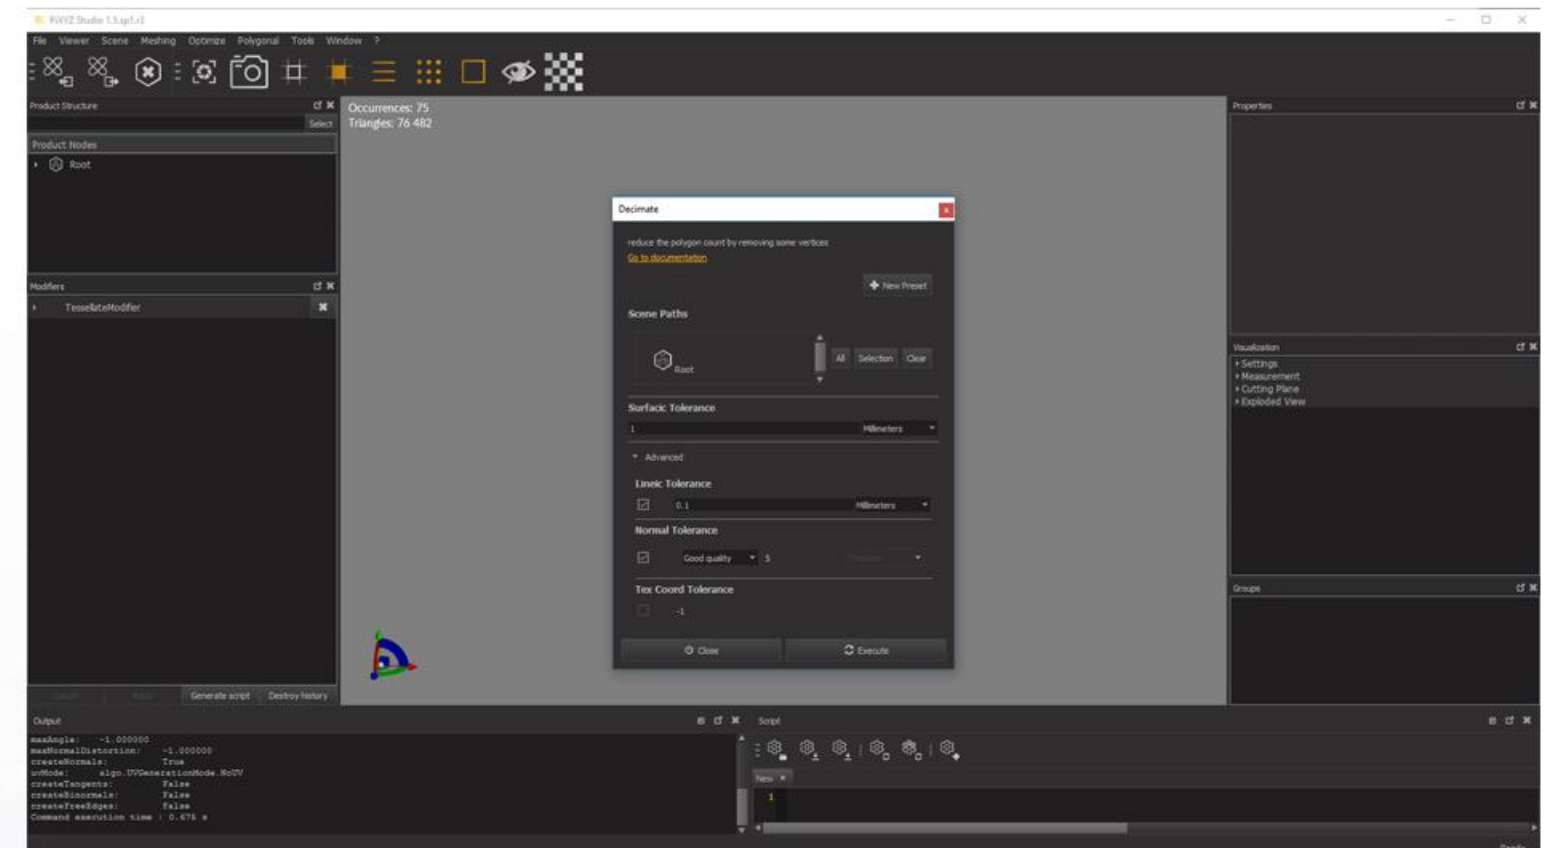 PiXYZ Studio 1.3.sp1.r3
File Viewer Scene Meshing Optimize Polygonal Tools Window ?
Product Structure
Select
Product Nodes
Root
Modifiers
TessellateModifier
Generate script Destroy history
Occurrences: 75
Triangles: 76 482
Decimate
reduce the polygon count by removing some vertices
Go to documentation
New Preset
Scene Paths
Root
All Selection Clear
Surfacic Tolerance
1 Millimeters
Advanced
Lineic Tolerance
0.1 Millimeters
Normal Tolerance
Good quality 5
Tex Coord Tolerance
-1
Close Execute
Properties
Visualization
Settings
Measurement
Cutting Plane
Exploded View
Groups
Output
maxAngle: -1.000000
maxNormalDistortion: -1.000000
createNormals: True
uvMode: algo.UVGenerationMode.NoUV
createTangents: False
createBinormals: False
createFreeEdges: False
Command execution time : 0.675 s
Script
New
1